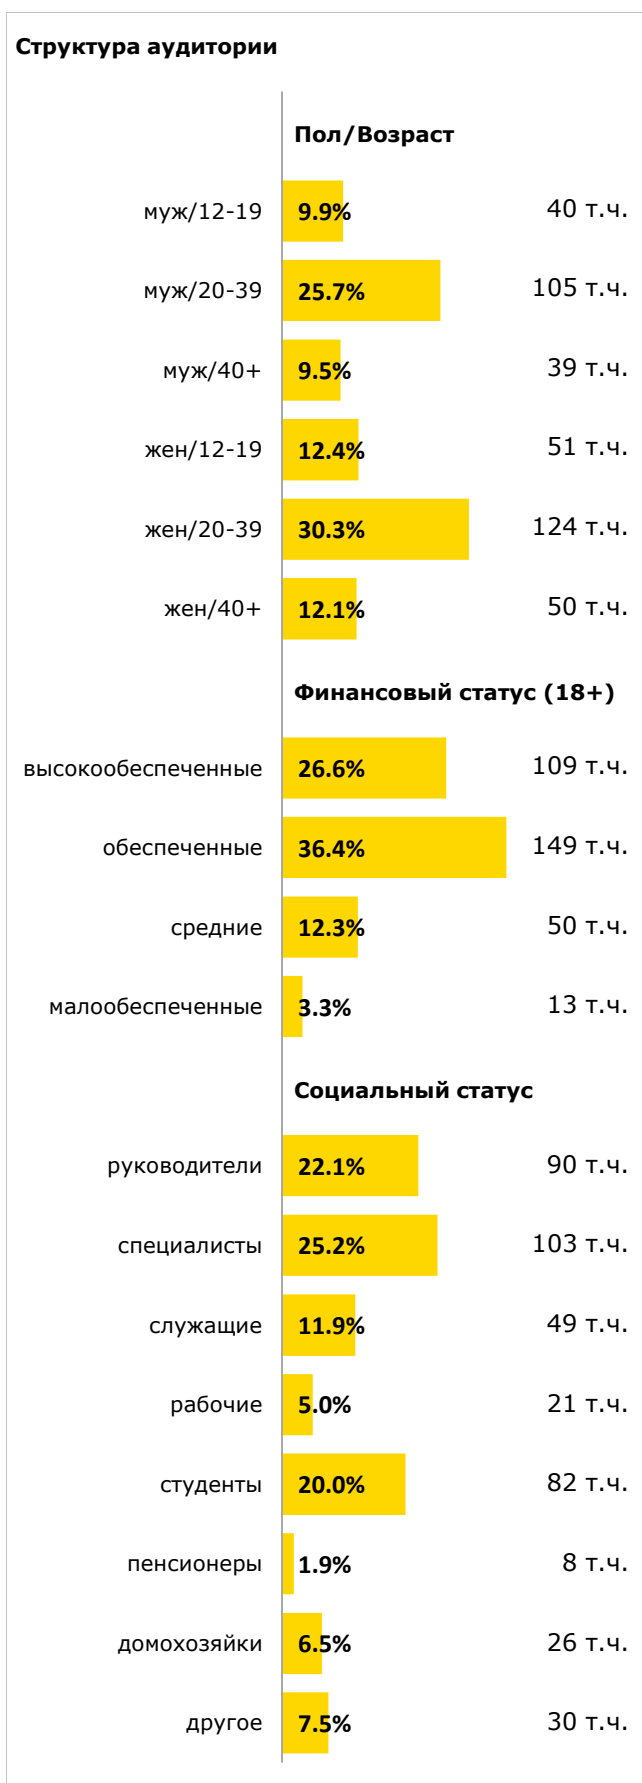 Структура аудитории
Пол/Возраст
муж/12-19 9.9% 40 т.ч.
муж/20-39 25.7% 105 т.ч.
муж/40+ 9.5% 39 т.ч.
жен/12-19 12.4% 51 т.ч.
жен/20-39 30.3% 124 т.ч.
жен/40+ 12.1% 50 т.ч.
Финансовый статус (18+)
высокообеспеченные 26.6% 109 т.ч.
обеспеченные 36.4% 149 т.ч.
средние 12.3% 50 т.ч.
малообеспеченные 3.3% 13 т.ч.
Социальный статус
руководители 22.1% 90 т.ч.
специалисты 25.2% 103 т.ч.
служащие 11.9% 49 т.ч.
рабочие 5.0% 21 т.ч.
студенты 20.0% 82 т.ч.
пенсионеры 1.9% 8 т.ч.
домохозяйки 6.5% 26 т.ч.
другое 7.5% 30 т.ч.